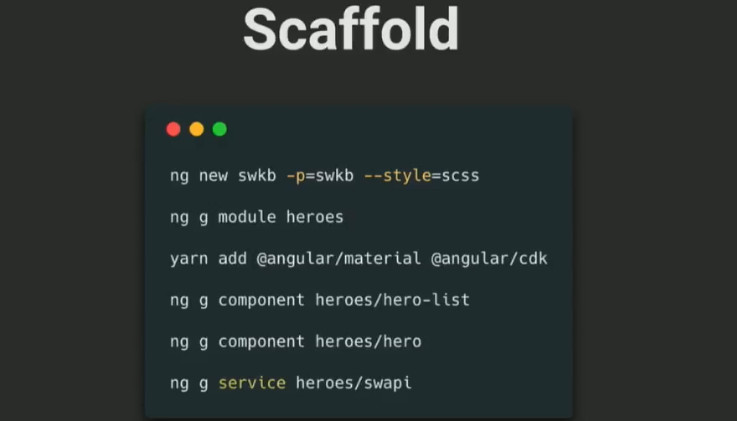 Scaffold
ng new swkb -p=swkb --style=scss
ng g module heroes
yarn add @angular/material @angular/cdk
ng g component heroes/hero-list
ng g component heroes/hero
ng g service heroes/swapi